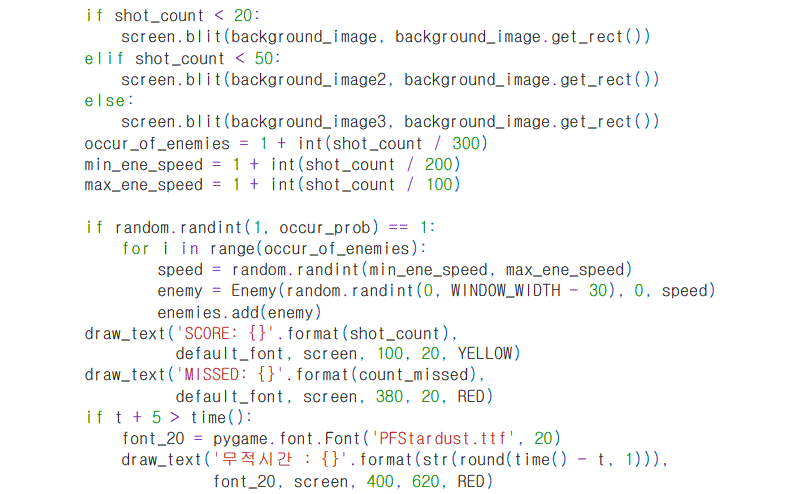 if shot_count < 20:
    screen.blit(background_image, background_image.get_rect())
elif shot_count < 50:
    screen.blit(background_image2, background_image.get_rect())
else:
    screen.blit(background_image3, background_image.get_rect())
occur_of_enemies = 1 + int(shot_count / 300)
min_ene_speed = 1 + int(shot_count / 200)
max_ene_speed = 1 + int(shot_count / 100)

if random.randint(1, occur_prob) == 1:
    for i in range(occur_of_enemies):
        speed = random.randint(min_ene_speed, max_ene_speed)
        enemy = Enemy(random.randint(0, WINDOW_WIDTH - 30), 0, speed)
        enemies.add(enemy)
draw_text('SCORE: {}'.format(shot_count),
          default_font, screen, 100, 20, YELLOW)
draw_text('MISSED: {}'.format(count_missed),
          default_font, screen, 380, 20, RED)
if t + 5 > time():
    font_20 = pygame.font.Font('PFStardust.ttf', 20)
    draw_text('무적시간 : {}'.format(str(round(time() - t, 1))),
              font_20, screen, 400, 620, RED)